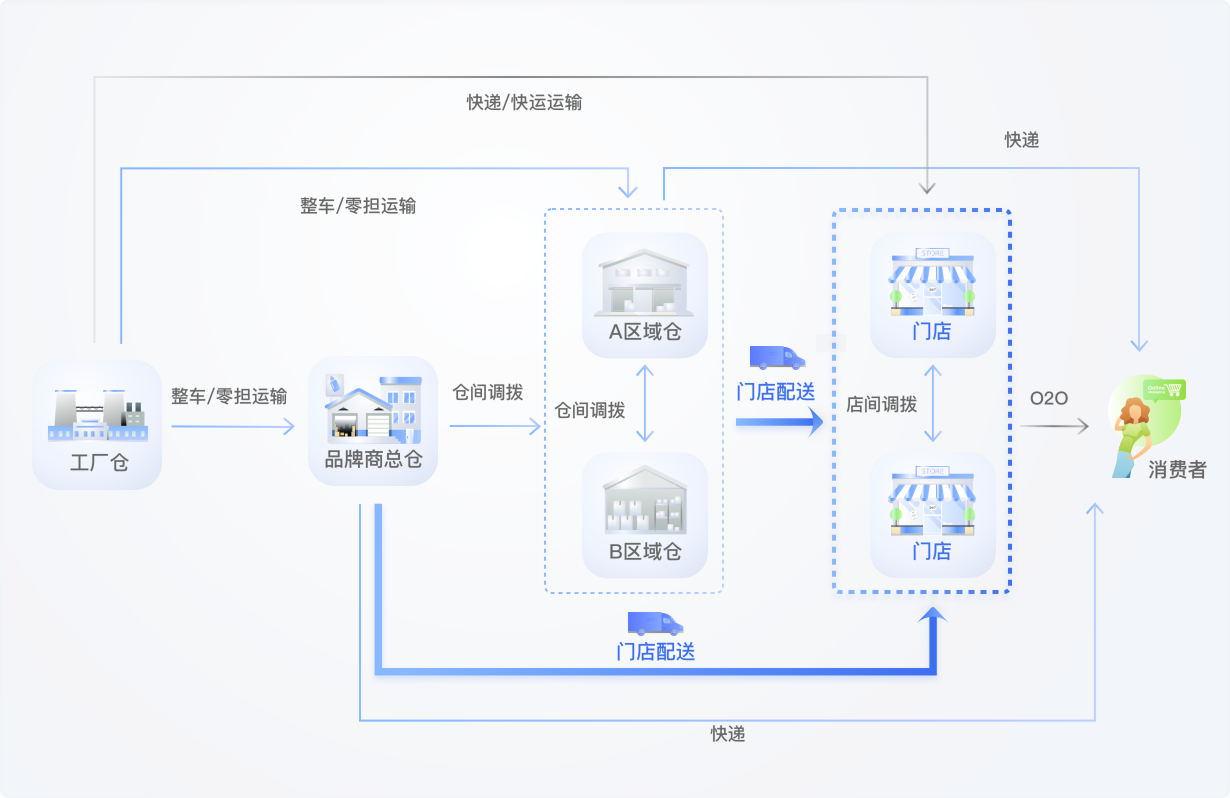 快递/快运运输
快递
整车/零担运输
STORE
A区域仓
门店
整车/零担运输
仓间调拨
仓间调拨
门店配送
店间调拨
O2O
Online
工厂仓
品牌商总仓
消费者
STORE
B区域仓
门店
门店配送
快递